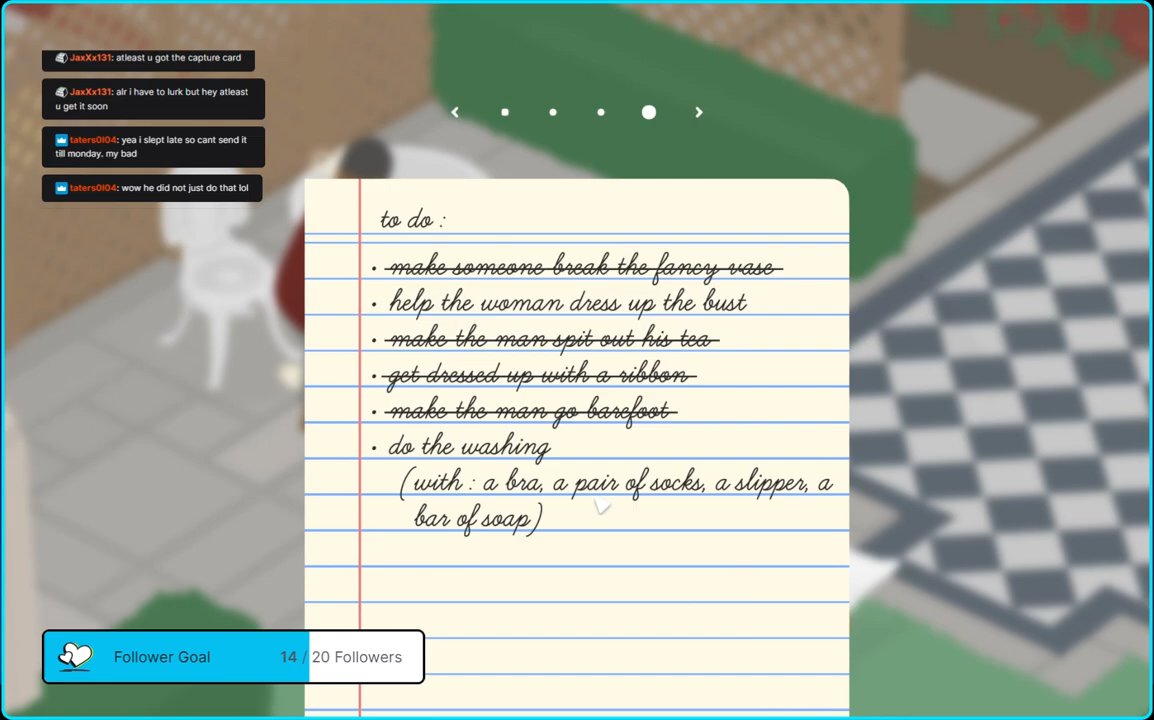 JaxXx131: atleast u got the capture card
JaxXx131: alr i have to lurk but hey atleast
u get it soon
taters0l04: yea i slept late so cant send it
till monday. my bad
taters0l04: wow he did not just do that lol
to do :
• make someone break the fancy vase
• help the woman dress up the bust
• make the man spit out his tea
• get dressed up with a ribbon
• make the man go barefoot
• do the washing
(with : a bra, a pair of socks, a slipper, a
bar of soap)
Follower Goal 14 / 20 Followers